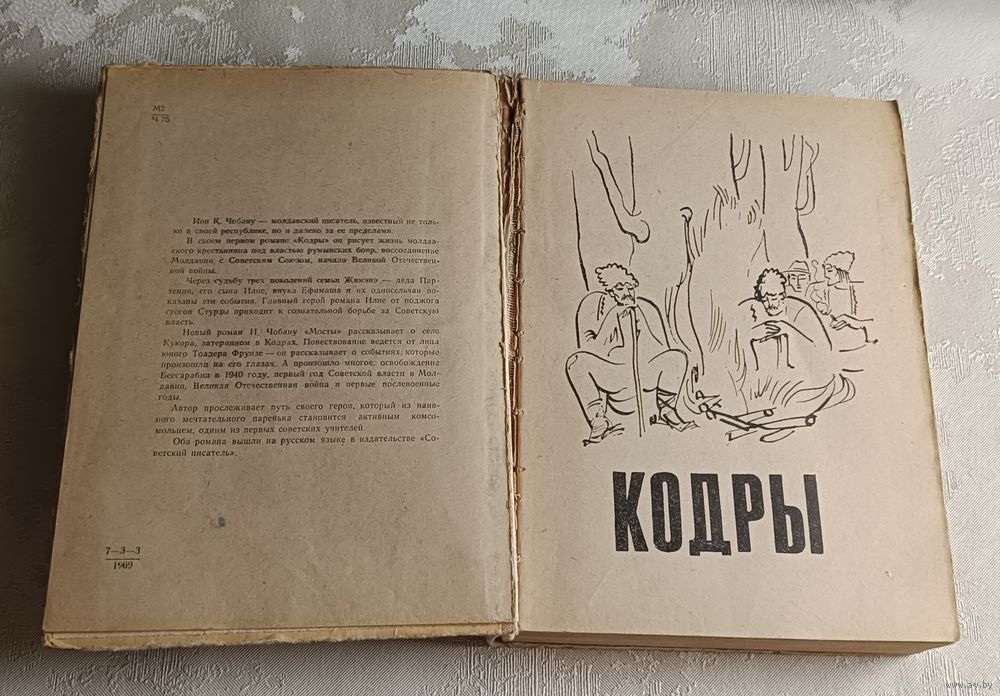 М2
Ч 75
Ион К. Чобану — молдавский писатель, известный не толь-
ко в своей республике, но и далеко за ее пределами.
В своем первом романе «Кодры» он рисует жизнь молдав-
ского крестьянина под властью румынских бояр, воссоединение
Молдавии с Советским Союзом, начало Великой Отечествен-
ной войны.
Через судьбу трех поколений семьи Жямэнэ — деда Пар-
тения, его сына Илие, внука Ефимаша и их односельчан по-
казаны эти события. Главный герой романа Илие от поджога
стогов Стурзы проходит к сознательной борьбе за Советскую
власть.
Новый роман И. Чобану «Мосты» рассказывает о селе
Кукоара, затерянном в Кодрах. Повествование ведется от лица
юного Тоадера Фрунзе — он рассказывает о событиях, которые
произошли на его глазах. А произошло многое: освобождение
Бессарабии в 1940 году, первый год Советской власти в Мол-
давии, Великая Отечественная война и первые послевоенные
годы.
Автор прослеживает путь своего героя, который из наив-
ного мечтательного паренька становится активным комсо-
мольцем, одним из первых советских учителей.
Оба романа вышли на русском языке в издательстве «Со-
ветский писатель».
7—3—3
1969
КОДРЫ
www.ay.by